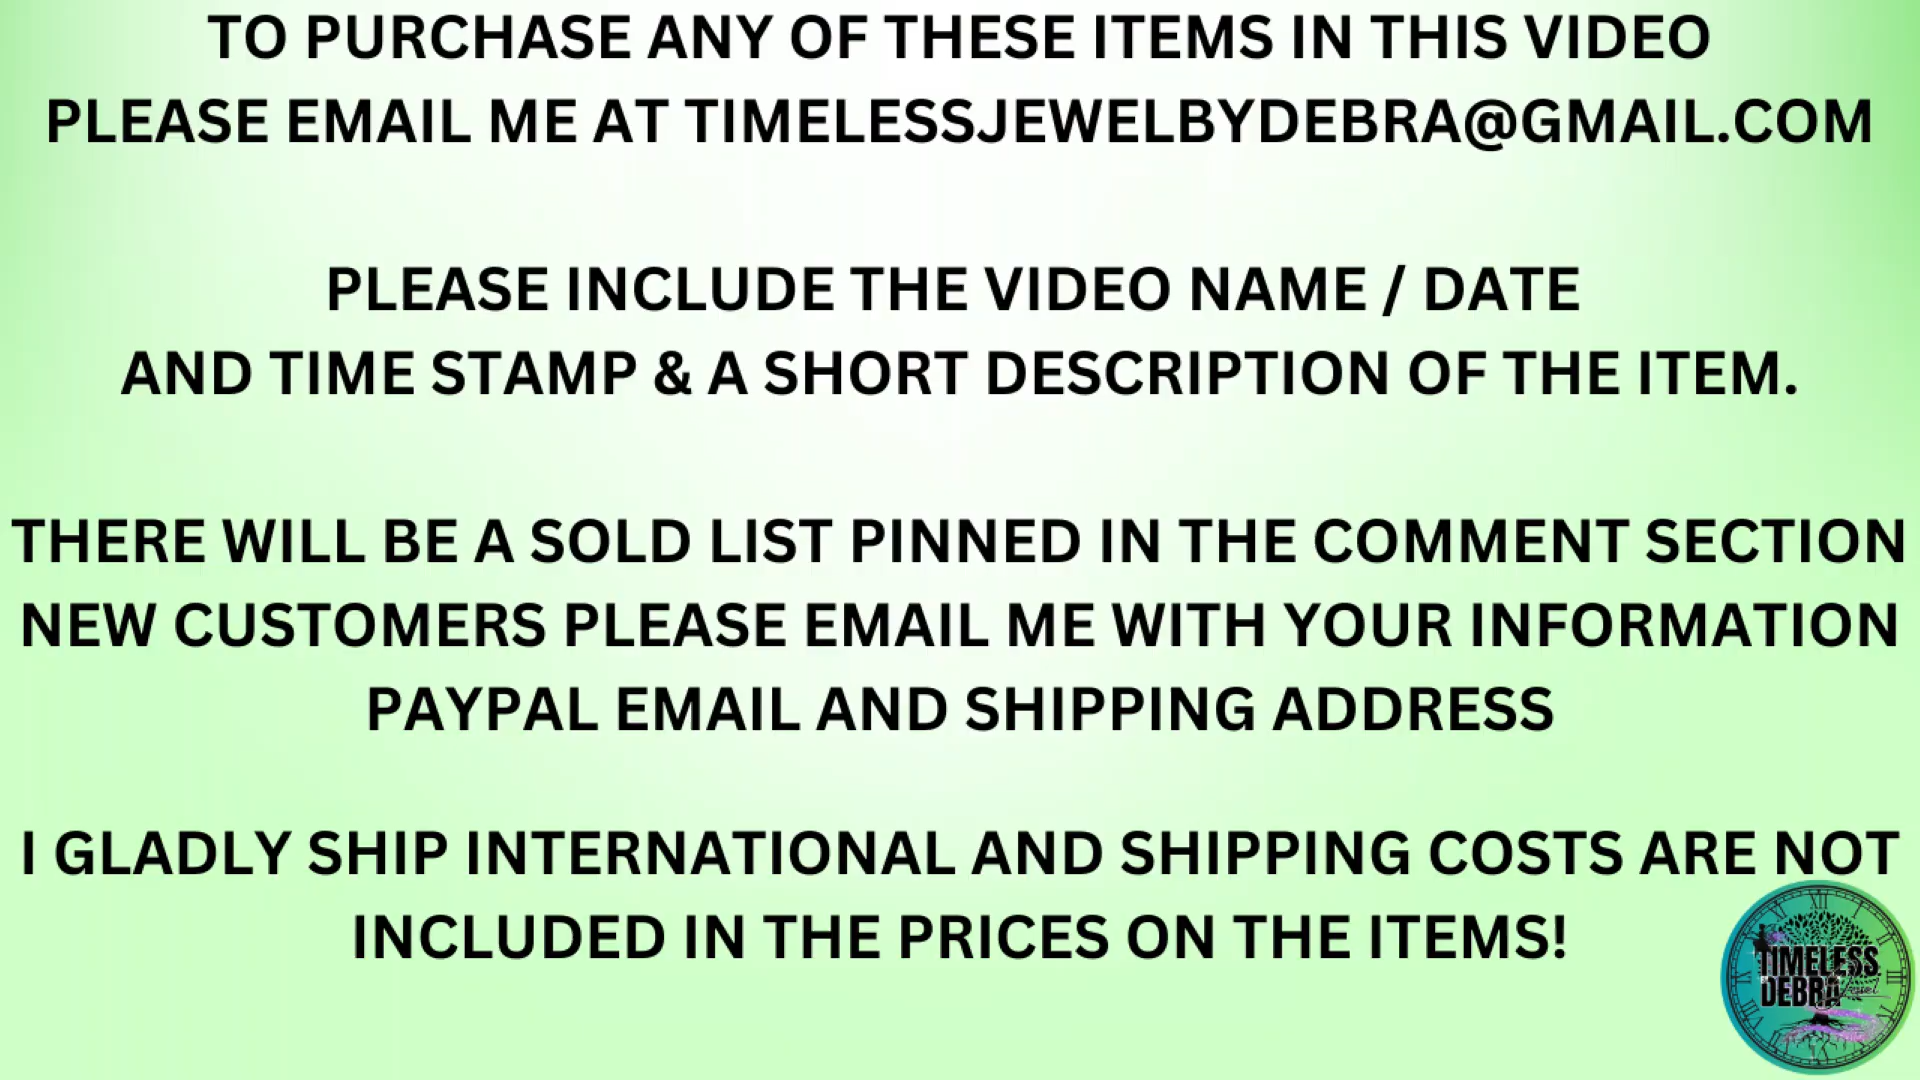 TO PURCHASE ANY OF THESE ITEMS IN THIS VIDEO
PLEASE EMAIL ME AT TIMELESSJEWELBYDEBRA@GMAIL.COM
PLEASE INCLUDE THE VIDEO NAME / DATE
AND TIME STAMP & A SHORT DESCRIPTION OF THE ITEM.
THERE WILL BE A SOLD LIST PINNED IN THE COMMENT SECTION
NEW CUSTOMERS PLEASE EMAIL ME WITH YOUR INFORMATION
PAYPAL EMAIL AND SHIPPING ADDRESS
I GLADLY SHIP INTERNATIONAL AND SHIPPING COSTS ARE NOT
INCLUDED IN THE PRICES ON THE ITEMS!
TIMELESS
DEBRA